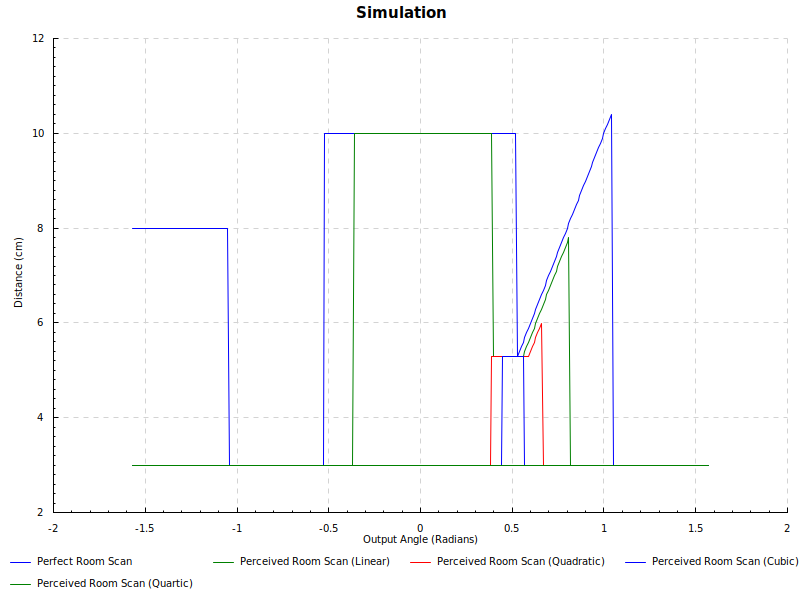 Simulation
12
10
8
6
4
2
Distance (cm)
-2 -1.5 -1 -0.5 0 0.5 1 1.5 2
Output Angle (Radians)
Perfect Room Scan Perceived Room Scan (Linear) Perceived Room Scan (Quadratic) Perceived Room Scan (Cubic)
Perceived Room Scan (Quartic)